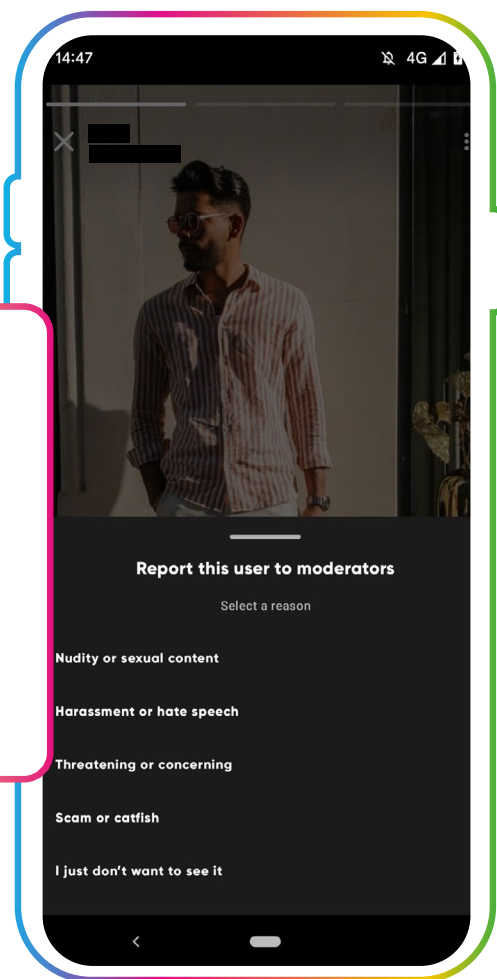 14:47
4G
Report this user to moderators
Select a reason
Nudity or sexual content
Harassment or hate speech
Threatening or concerning
Scam or catfish
I just don't want to see it